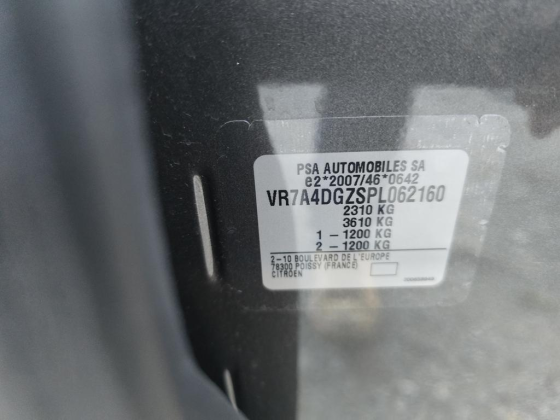 PSA AUTOMOBILES SA
e2*2007/46*0642
VR7A4DGZSPL062160
2310 KG
3610 KG
1 – 1200 KG
2 – 1200 KG
2–10 BOULEVARD DE L'EUROPE
78300 POISSY (FRANCE)
CITROEN